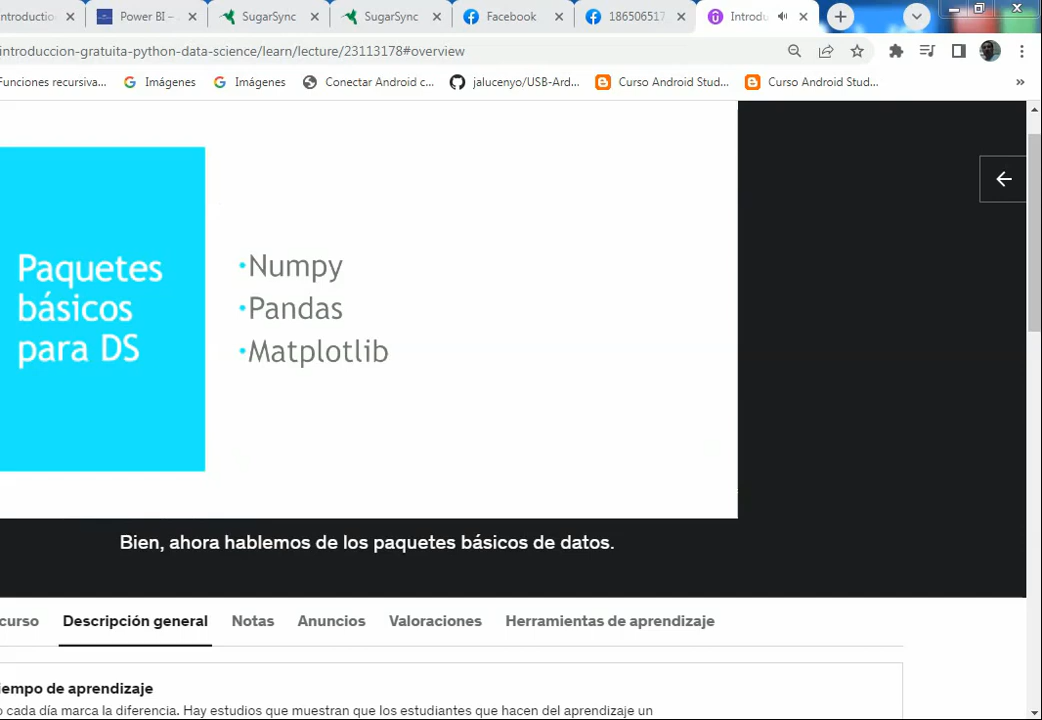 introductio
Power BI –
SugarSync
SugarSync
Facebook
186506517
Introdu
introduccion-gratuita-python-data-science/learn/lecture/23113178#overview
Funciones recursiva...
Imágenes
Imágenes
Conectar Android c...
jalucenyo/USB-Ard...
Curso Android Stud...
Curso Android Stud...
»
Paquetes
básicos
para DS
•Numpy
•Pandas
•Matplotlib
Bien, ahora hablemos de los paquetes básicos de datos.
curso
Descripción general
Notas
Anuncios
Valoraciones
Herramientas de aprendizaje
iempo de aprendizaje
o cada día marca la diferencia. Hay estudios que muestran que los estudiantes que hacen del aprendizaje un